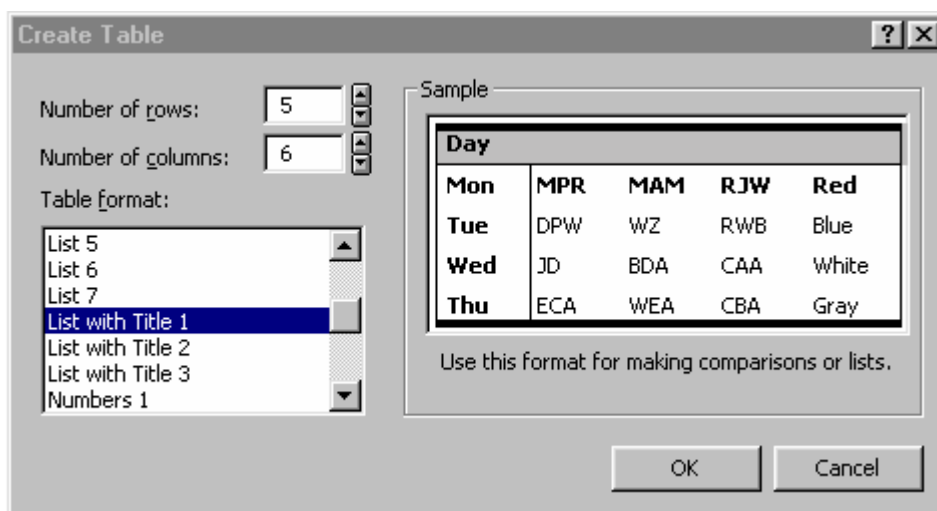 Create Table
Number of rows: 5
Number of columns: 6
Table format:
List 5
List 6
List 7
List with Title 1
List with Title 2
List with Title 3
Numbers 1
Sample
Day
Mon MPR MAM RJW Red
Tue DPW WZ RWB Blue
Wed JD BDA CAA White
Thu ECA WEA CBA Gray
Use this format for making comparisons or lists.
OK Cancel